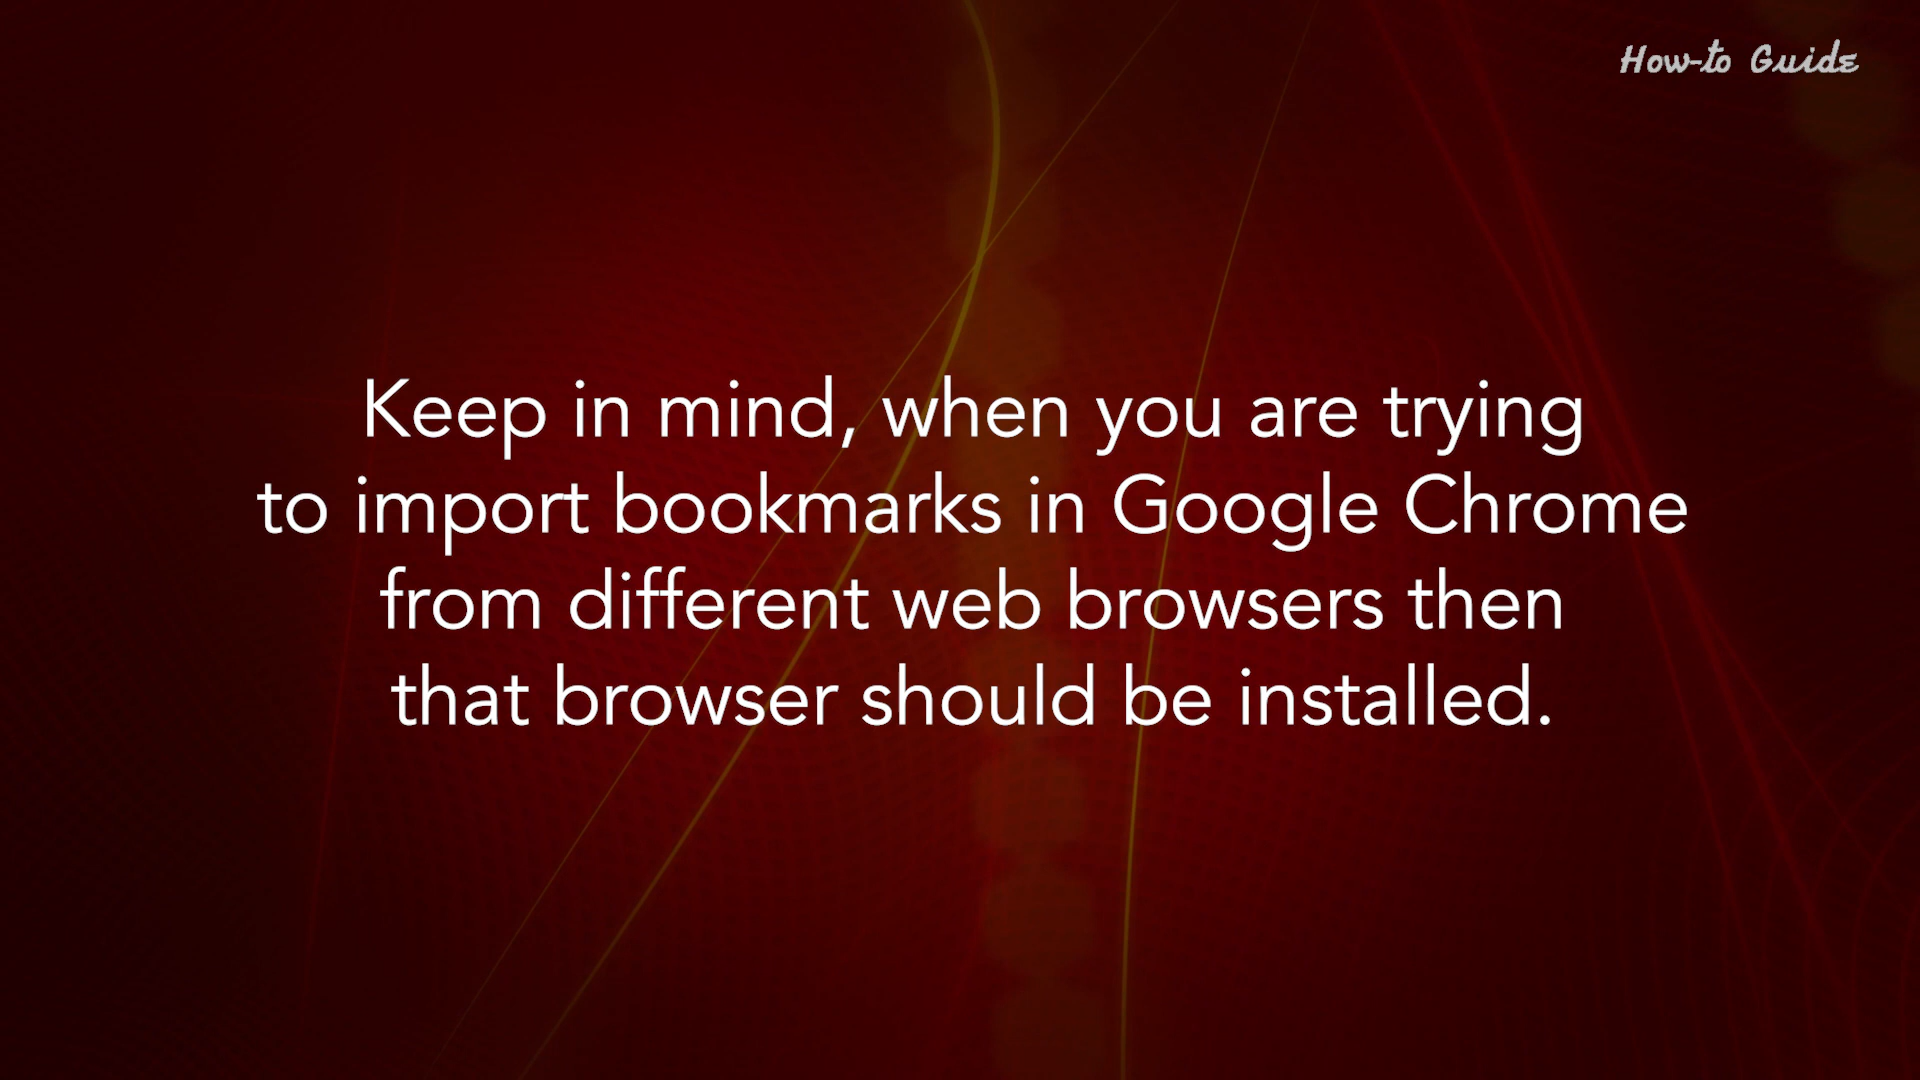 How-to Guide
Keep in mind, when you are trying
to import bookmarks in Google Chrome
from different web browsers then
that browser should be installed.